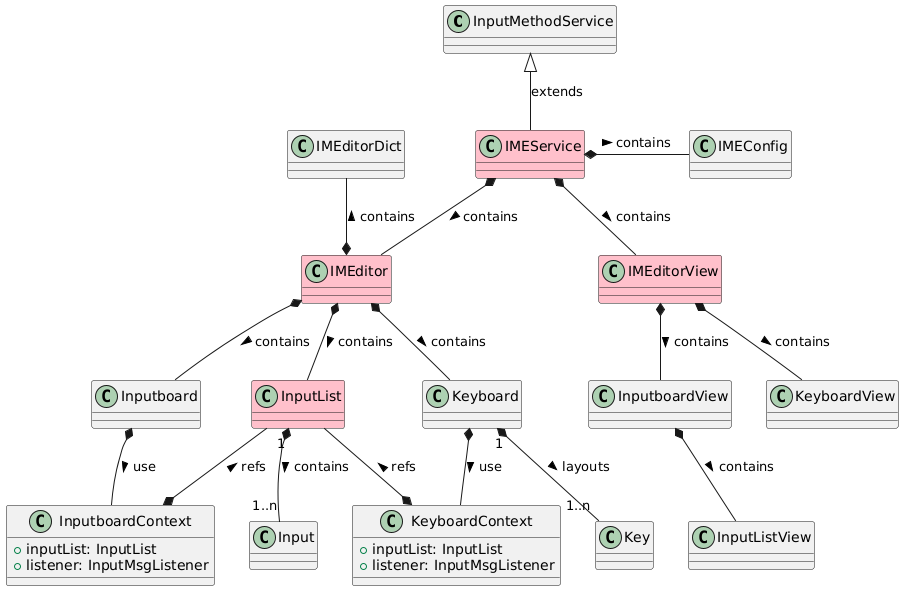 C InputMethodService
extends
C IMEditorDict
C IMEService
contains
C IMEConfig
contains
contains
contains
C IMEditor
C IMEditorView
contains
contains
contains
contains
contains
C Inputboard
C InputList
C Keyboard
C InputboardView
C KeyboardView
1
1
use
refs
contains
refs
use
layouts
contains
1..n
1..n
C InputboardContext
inputList: InputList
listener: InputMsgListener
C Input
C KeyboardContext
inputList: InputList
listener: InputMsgListener
C Key
C InputListView